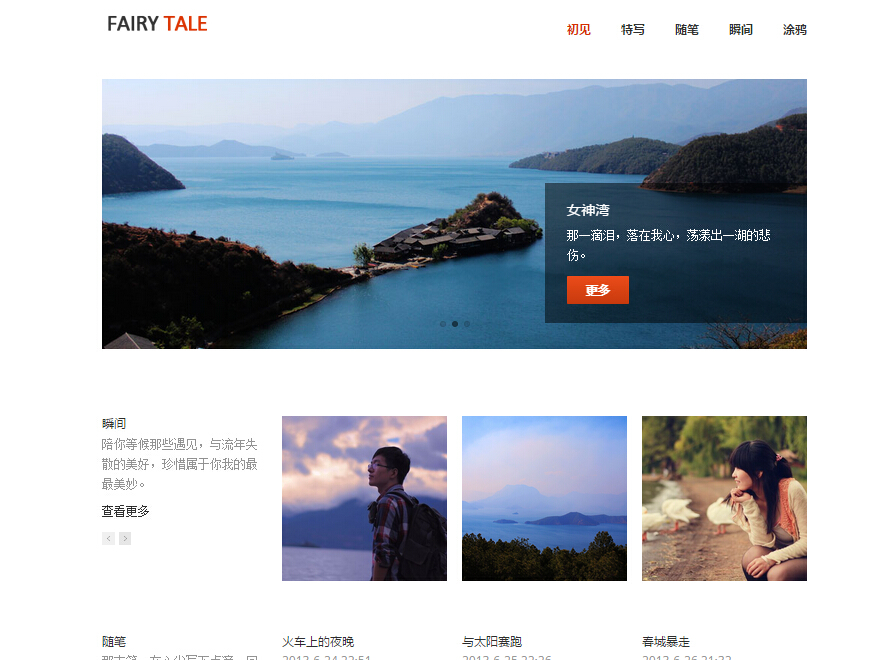 FAIRY TALE
初见 特写 随笔 瞬间 涂鸦
女神湾
那一滴泪，落在我心，荡漾出一湖的悲
伤。
更多
瞬间
陪你等候那些遇见，与流年失
散的美好，珍惜属于你我的最
最美妙。
查看更多
随笔 火车上的夜晚 与太阳赛跑 春城暴走